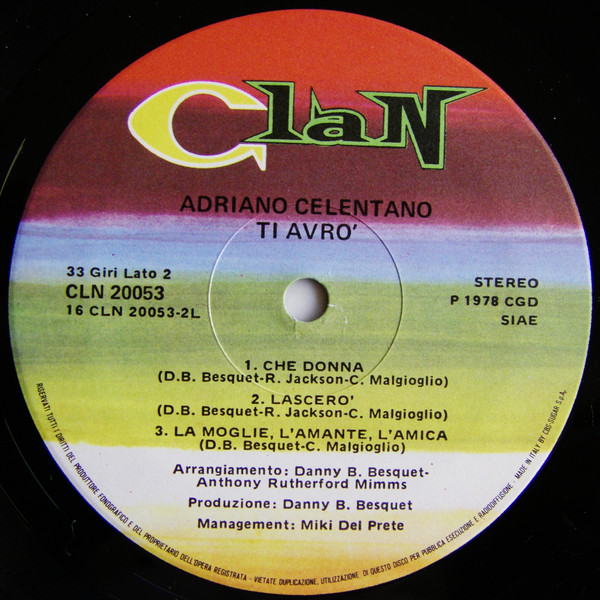 ClaN
ADRIANO CELENTANO
TI AVRO'
33 Giri Lato 2
CLN 20053
16 CLN 20053-2L
STEREO
P 1978 CGD
SIAE
1. CHE DONNA
(D.B. Besquet-R. Jackson-C. Malgioglio)
2. LASCERO'
(D.B. Besquet-R. Jackson-C. Malgioglio)
3. LA MOGLIE, L'AMANTE, L'AMICA
(D.B. Besquet-C. Malgioglio)
Arrangiamento: Danny B. Besquet-
Anthony Rutherford Mimms
Produzione: Danny B. Besquet
Management: Miki Del Prete
RISERVATI TUTTI I DIRITTI DEL PRODUTTORE FONOGRAFICO E DEL PROPRIETARIO DELL'OPERA REGISTRATA - VIETATE DUPLICAZIONE, UTILIZZAZIONE DI QUESTO DISCO PER PUBBLICA ESECUZIONE E RADIODIFFUSIONE. - MADE IN ITALY BY CBS-SUGAR S.p.A.